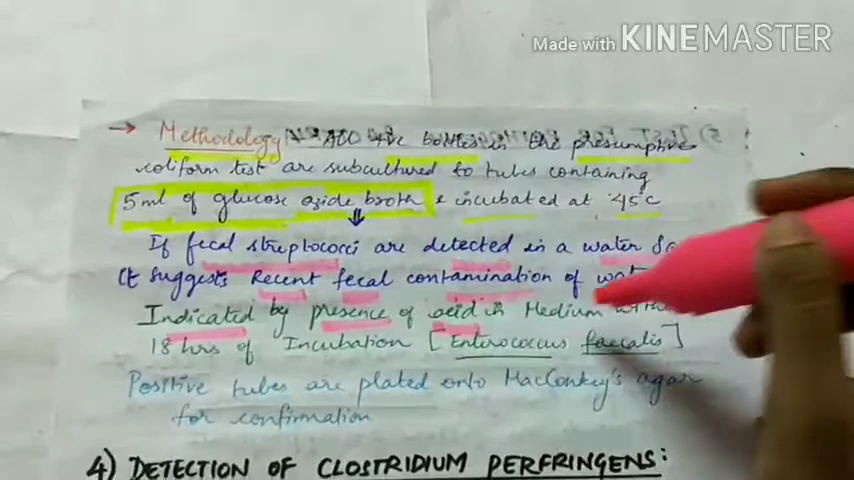 Made with KINEMASTER
→ Methodology All +ve bottles in the presumptive
coliform test are subcultured to tubes containing
5ml of glucose azide broth & incubated at 45°C
If fecal streptococci are detected in a water
It suggests Recent fecal contamination of
Indicated by presence of acid in Medium
18 hrs of Incubation [Enterococcus faecalis]
Positive tubes are plated onto MacConkey's agar
for confirmation
4) DETECTION OF CLOSTRIDIUM PERFRINGENS: